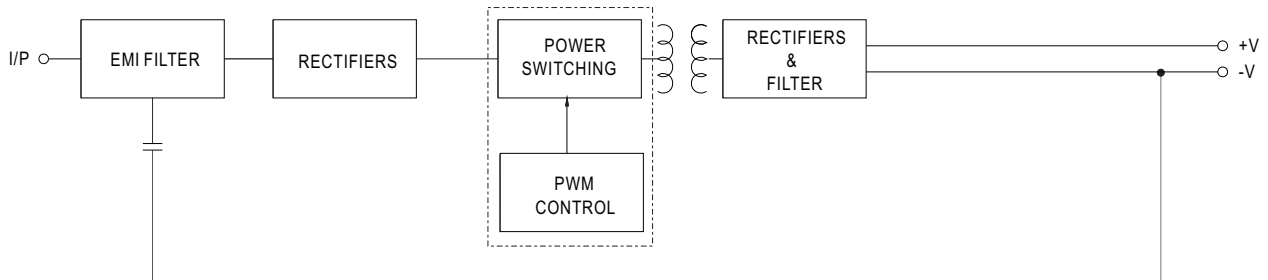 I/P
EMI FILTER
RECTIFIERS
POWER
SWITCHING
PWM
CONTROL
RECTIFIERS
&
FILTER
+V
-V